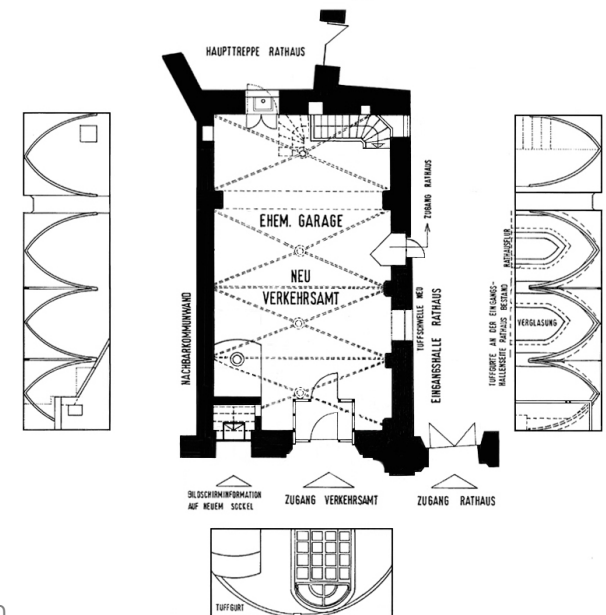 HAUPTTREPPE RATHAUS
EHEM. GARAGE
NEU
VERKEHRSAMT
ZUGANG RATHAUS
NACHBARKOMMUNWAND
TUFFSCHWELLE NEU
EINGANGSHALLE RATHAUS
TUFFGURTE AN DER EINGANGS-
HALLENSEITE RATHAUS BESTAND
RATHAUSFLUR
VERGLASUNG
BILDSCHIRMINFORMATION
AUF NEUEM SOCKEL
ZUGANG VERKEHRSAMT
ZUGANG RATHAUS
TUFFGURT